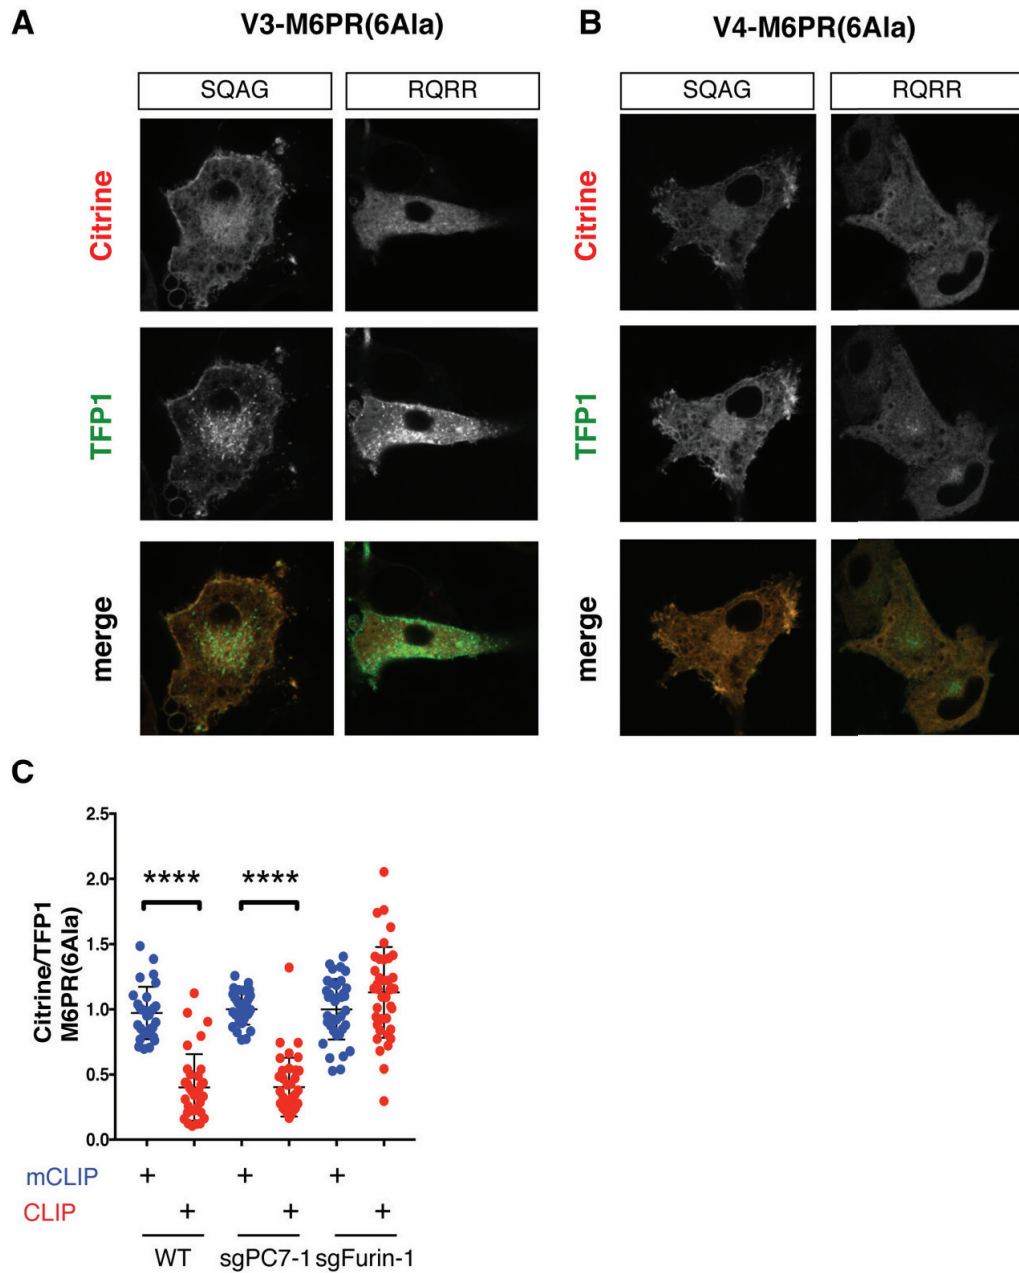 A
V3-M6PR(6Ala)
B
V4-M6PR(6Ala)
SQAG
RQRR
SQAG
RQRR
Citrine
Citrine
TFP1
TFP1
merge
merge
C
Citrine/TFP1
M6PR(6Ala)
2.5
2.0
1.5
1.0
0.5
0.0
**** ****
mCLIP + + +
CLIP + + +
WT sgPC7-1 sgFurin-1